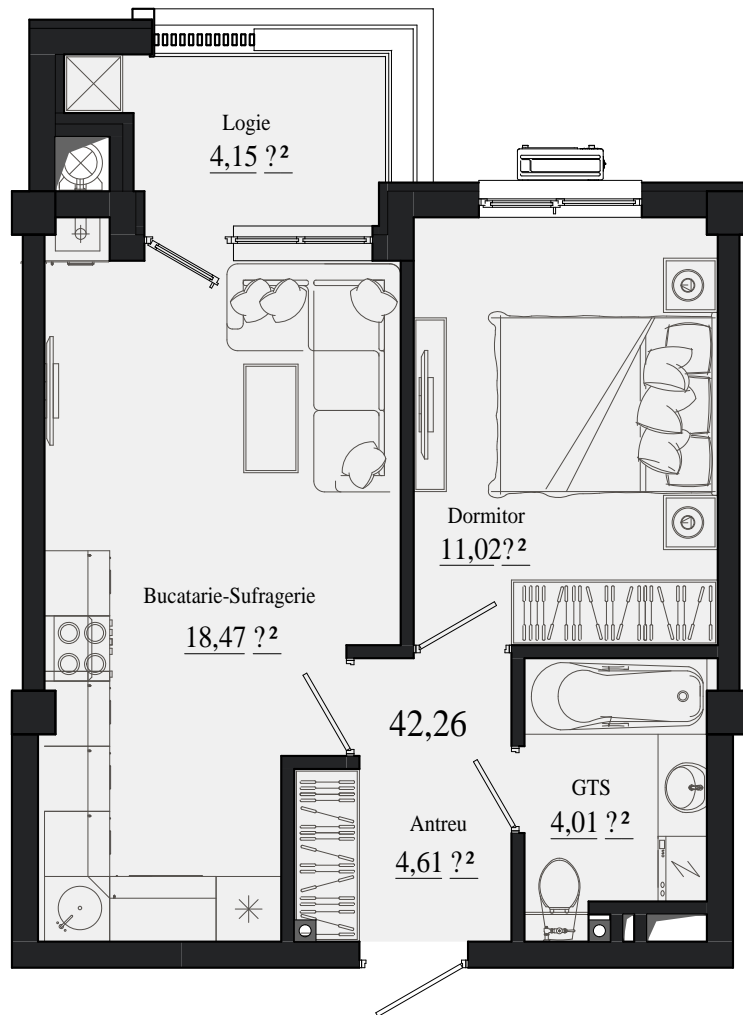 Logie
4,15 ?²
Dormitor
11,02?²
Bucatarie-Sufragerie
18,47 ?²
42,26
GTS
4,01 ?²
Antreu
4,61 ?²